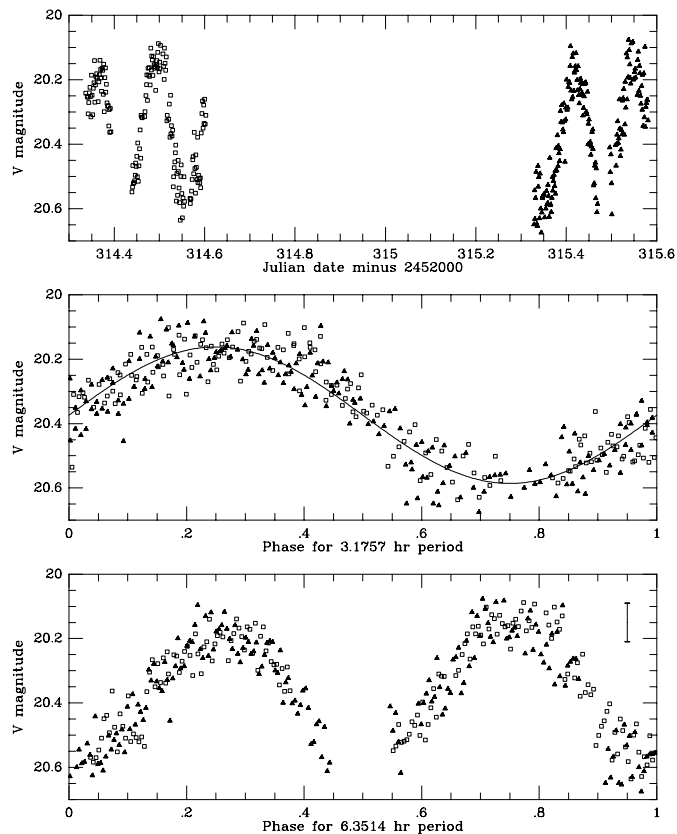 20
20.2
20.4
20.6
V magnitude
314.4 314.6 314.8 315 315.2 315.4 315.6
Julian date minus 2452000
20
20.2
20.4
20.6
V magnitude
0 .2 .4 .6 .8 1
Phase for 3.1757 hr period
20
20.2
20.4
20.6
V magnitude
0 .2 .4 .6 .8 1
Phase for 6.3514 hr period